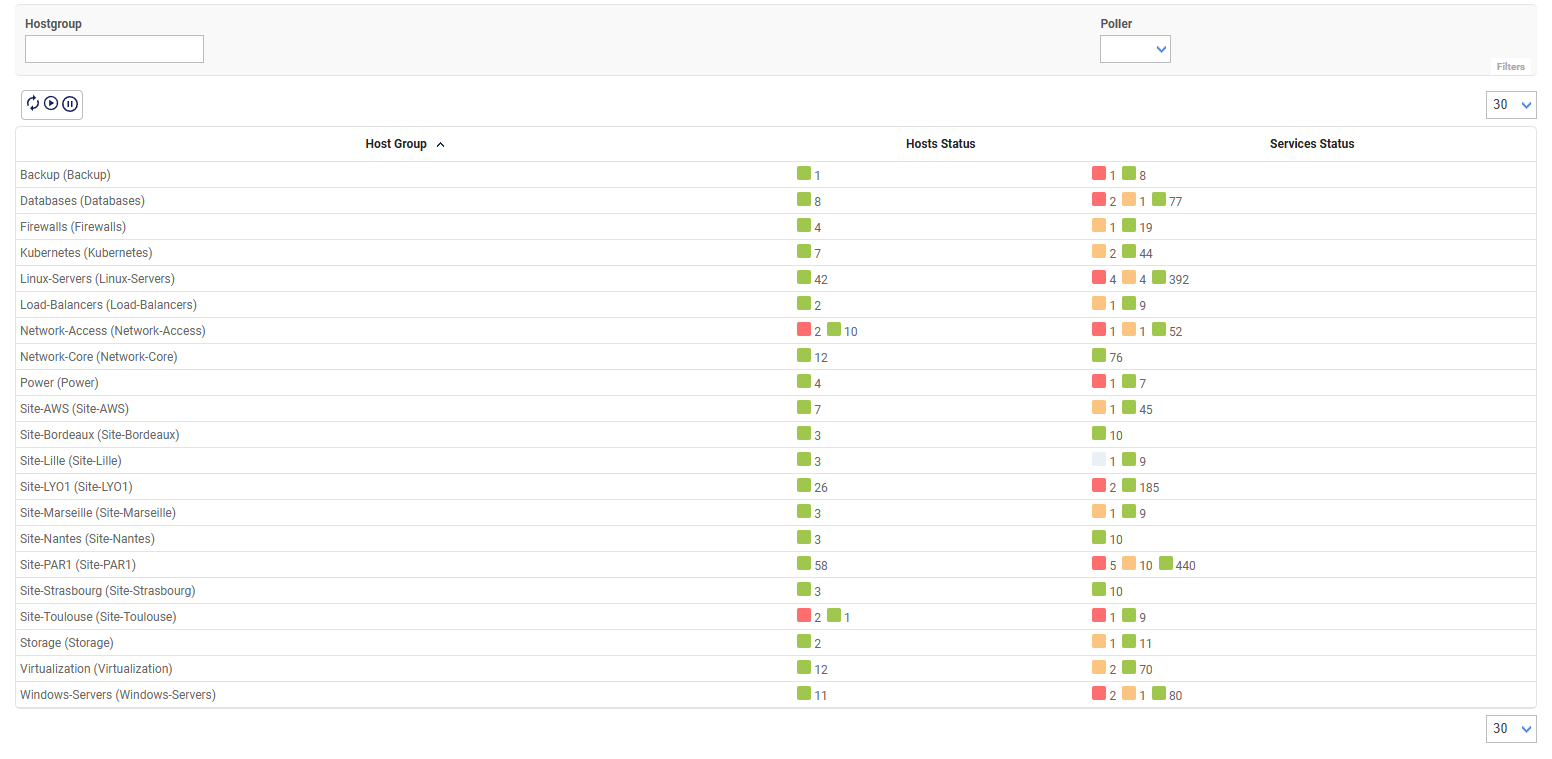 Hostgroup Poller
Filters
30
Host Group Hosts Status Services Status
Backup (Backup) 1 1 8
Databases (Databases) 8 2 1 77
Firewalls (Firewalls) 4 1 19
Kubernetes (Kubernetes) 7 2 44
Linux-Servers (Linux-Servers) 42 4 4 392
Load-Balancers (Load-Balancers) 2 1 9
Network-Access (Network-Access) 2 10 1 1 52
Network-Core (Network-Core) 12 76
Power (Power) 4 1 7
Site-AWS (Site-AWS) 7 1 45
Site-Bordeaux (Site-Bordeaux) 3 10
Site-Lille (Site-Lille) 3 1 9
Site-LYO1 (Site-LYO1) 26 2 185
Site-Marseille (Site-Marseille) 3 1 9
Site-Nantes (Site-Nantes) 3 10
Site-PAR1 (Site-PAR1) 58 5 10 440
Site-Strasbourg (Site-Strasbourg) 3 10
Site-Toulouse (Site-Toulouse) 2 1 1 9
Storage (Storage) 2 1 11
Virtualization (Virtualization) 12 2 70
Windows-Servers (Windows-Servers) 11 2 1 80
30